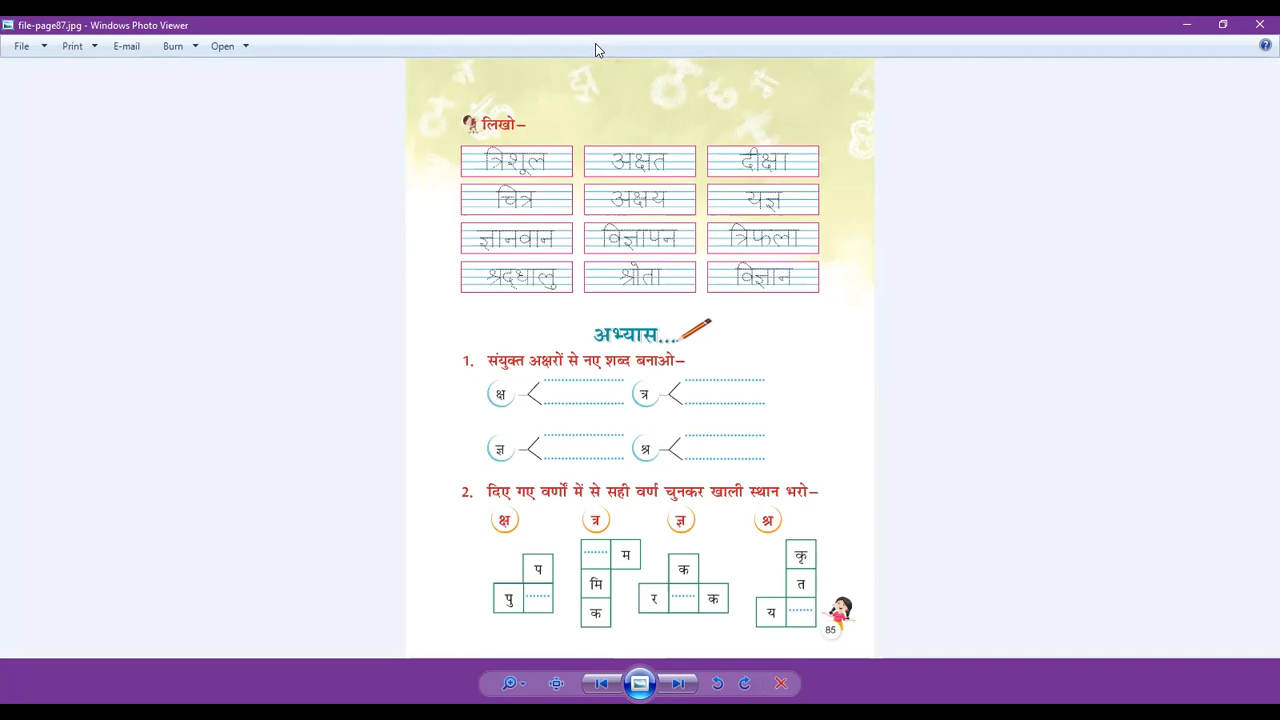 file-page87.jpg - Windows Photo Viewer
File Print E-mail Burn Open
लिखो–
त्रिशूल अक्षत दीक्षा
चित्र अक्षय यज्ञ
ज्ञानवान विज्ञापन त्रिफला
श्रद्धालु श्रोता विज्ञान
अभ्यास...
1. संयुक्त अक्षरों से नए शब्द बनाओ–
क्ष त्र
ज्ञ श्र
2. दिए गए वर्णों में से सही वर्ण चुनकर खाली स्थान भरो–
क्ष त्र ज्ञ श्र
प ....... म क कृ
मि त
पु ....... क र ....... क य .......
85